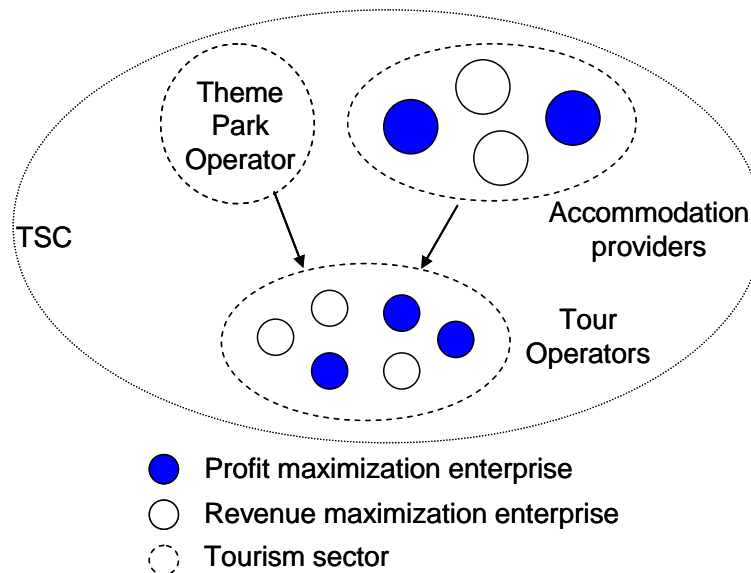 Theme
Park
Operator
Accommodation
providers
TSC
Tour
Operators
Profit maximization enterprise
Revenue maximization enterprise
Tourism sector